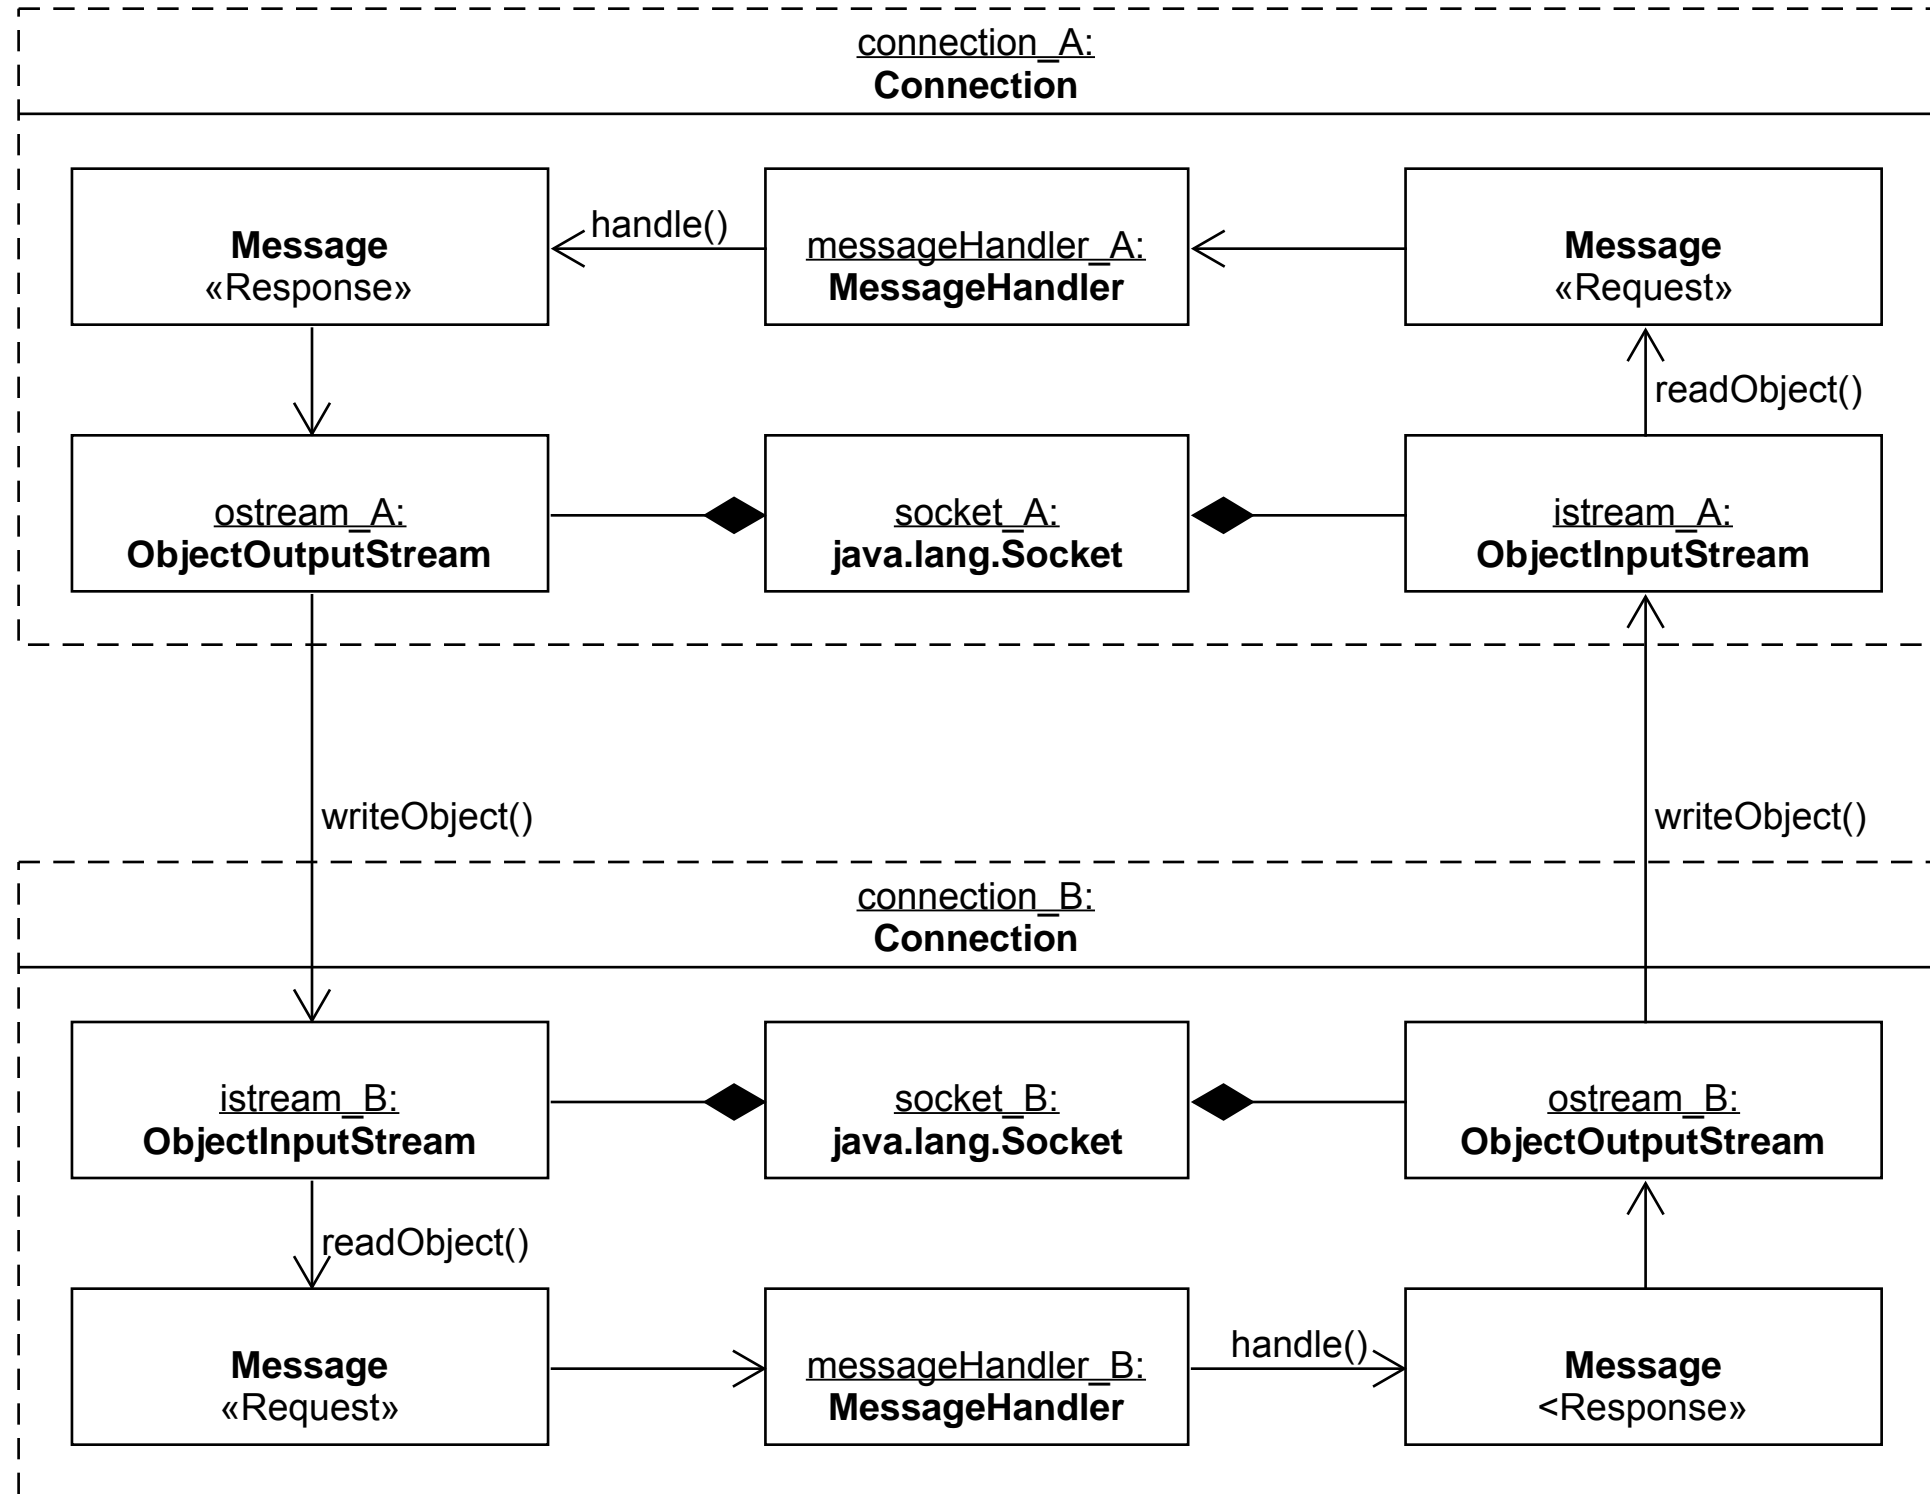 connection_A:
Connection
Message
«Response»
handle()
messageHandler_A:
MessageHandler
Message
«Request»
readObject()
ostream_A:
ObjectOutputStream
socket_A:
java.lang.Socket
istream_A:
ObjectInputStream
writeObject()
writeObject()
connection_B:
Connection
istream_B:
ObjectInputStream
socket_B:
java.lang.Socket
ostream_B:
ObjectOutputStream
readObject()
Message
«Request»
messageHandler_B:
MessageHandler
handle()
Message
<Response»